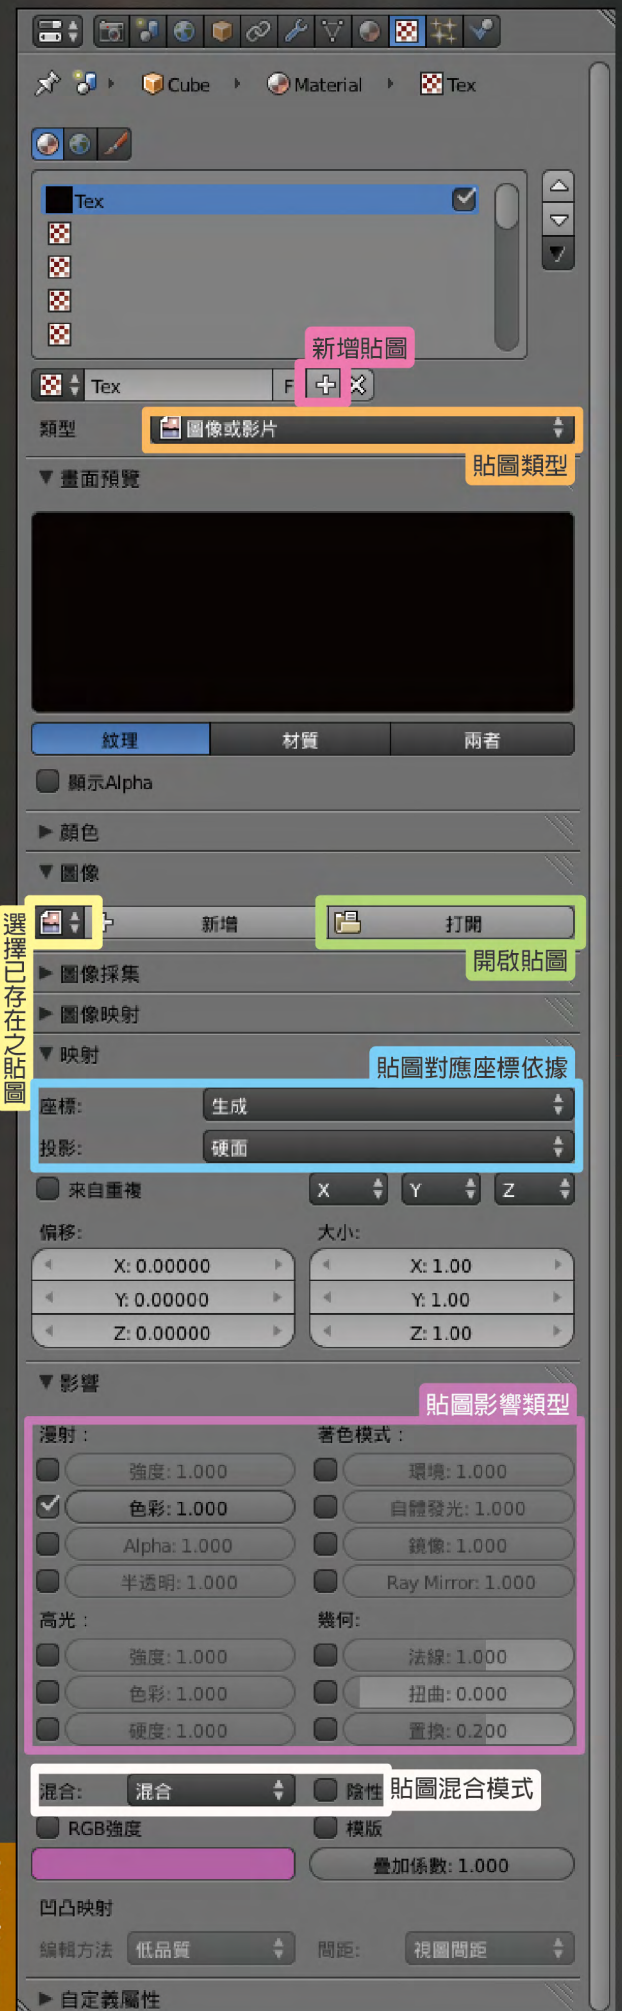 Cube
Material
Tex
Tex
新增貼圖
Tex
F
類型
圖像或影片
貼圖類型
畫面預覽
紋理
材質
兩者
顯示Alpha
顏色
圖像
選擇已存在之貼圖
新增
打開
開啟貼圖
圖像採集
圖像映射
映射
貼圖對應座標依據
座標:
生成
投影:
硬面
來自重複
X
Y
Z
偏移:
大小:
X: 0.00000
X: 1.00
Y: 0.00000
Y: 1.00
Z: 0.00000
Z: 1.00
影響
貼圖影響類型
漫射：
著色模式：
強度: 1.000
環境: 1.000
色彩: 1.000
自體發光: 1.000
Alpha: 1.000
鏡像: 1.000
半透明: 1.000
Ray Mirror: 1.000
高光：
幾何:
強度: 1.000
法線: 1.000
色彩: 1.000
扭曲: 0.000
硬度: 1.000
置換: 0.200
混合:
混合
陰性
貼圖混合模式
RGB強度
模版
疊加係數: 1.000
凹凸映射
編輯方法
低品質
間距:
視圖間距
自定義屬性